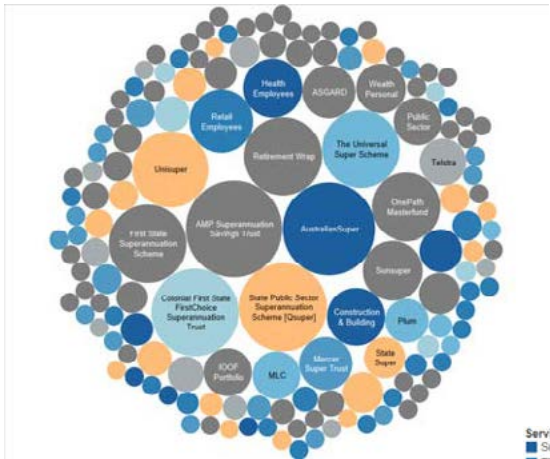 Health
Employees
ASGARD
Wealth
Personal
Retail
Employees
Public
Sector
Retirement Wrap
The Universal
Super Scheme
Telstra
Unisuper
OnePath
Masterfund
AMP Superannuation
Savings Trust
AustralianSuper
First State
Superannuation
Scheme
Sunsuper
Colonial First State
FirstChoice
Superannuation
Trust
State Public Sector
Superannuation
Scheme [Qsuper]
Construction
& Building
Plum
State
Super
IOOF
Portfolio
MLC
Mercer
Super Trust
Servi